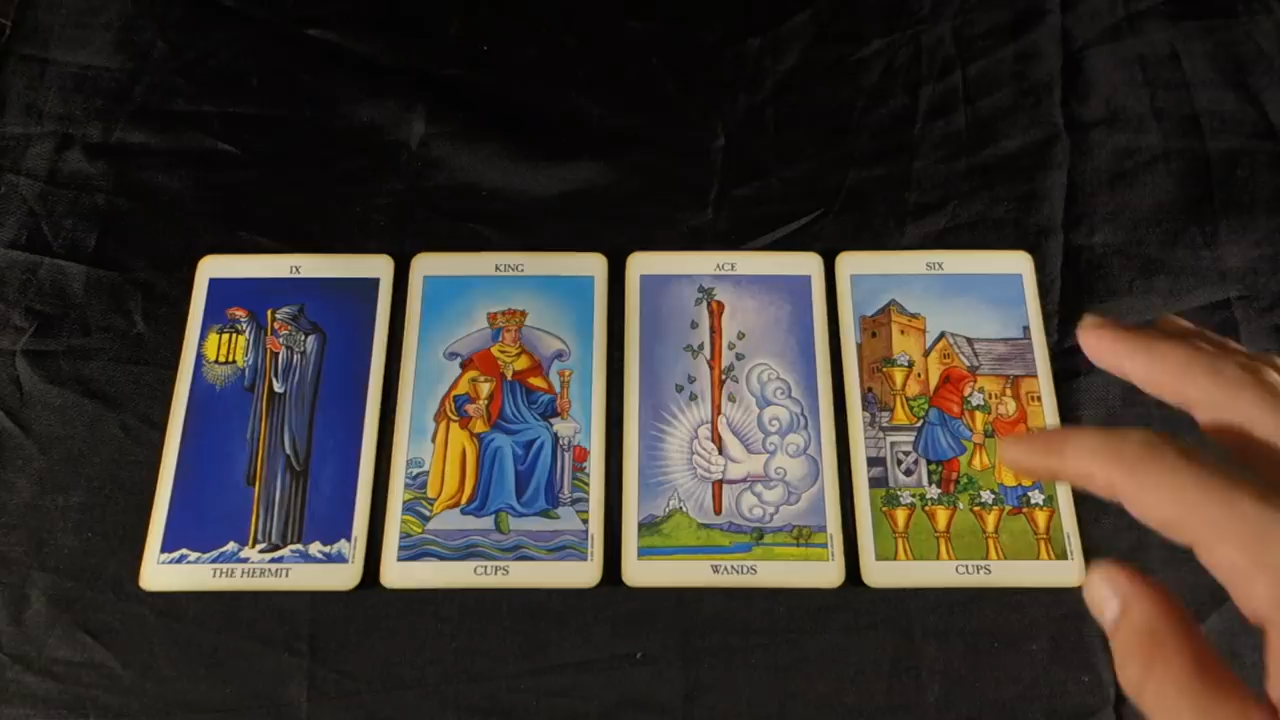 IX
THE HERMIT
KING
CUPS
ACE
WANDS
SIX
CUPS